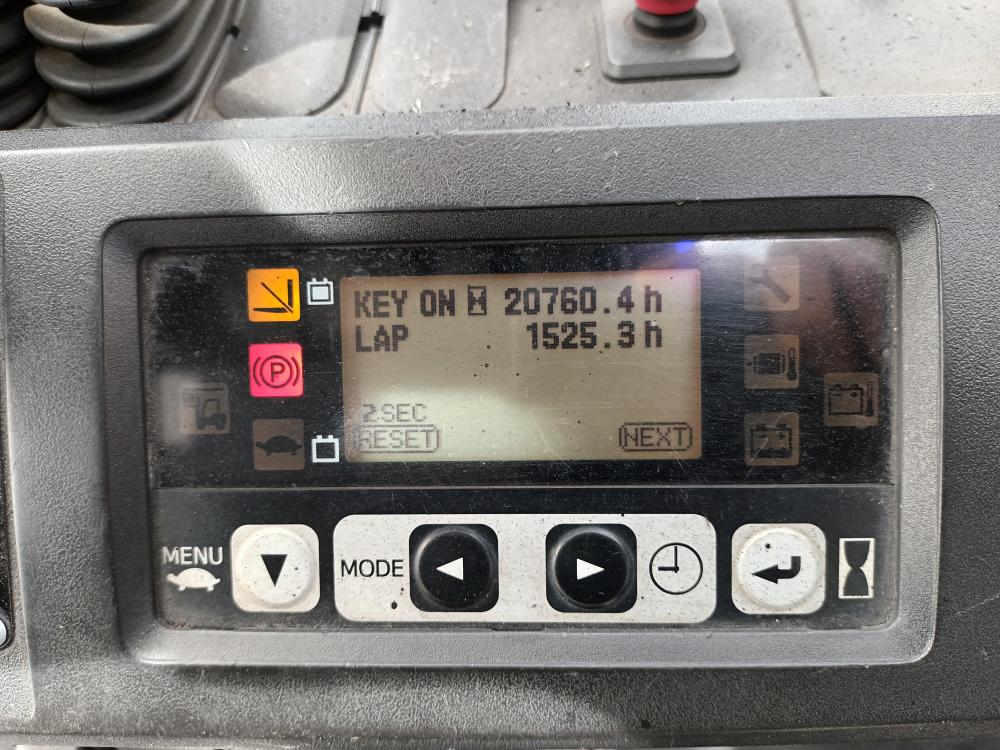 KEY ON 20760.4 h
LAP 1525.3 h
2SEC
RESET NEXT
P
MENU
MODE